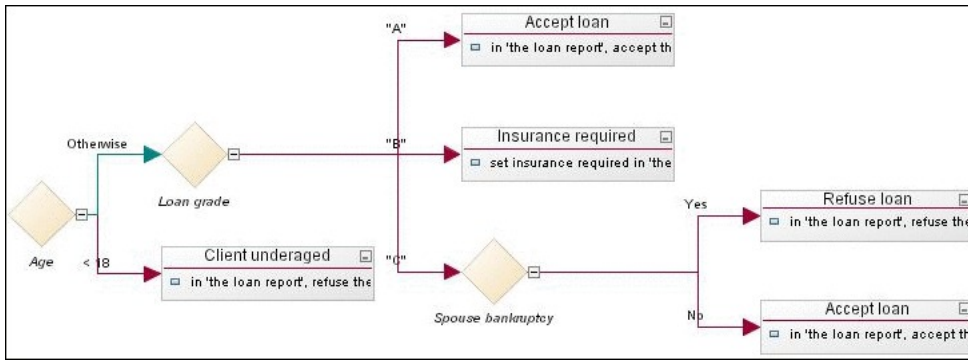 Accept loan
"A"
in 'the loan report', accept th
Otherwise
"B"
Insurance required
set insurance required in 'the
Loan grade
Yes
Refuse loan
in 'the loan report', refuse the
Age
< 18
Client underaged
in 'the loan report', refuse the
"C"
Spouse bankruptcy
No
Accept loan
in 'the loan report', accept th